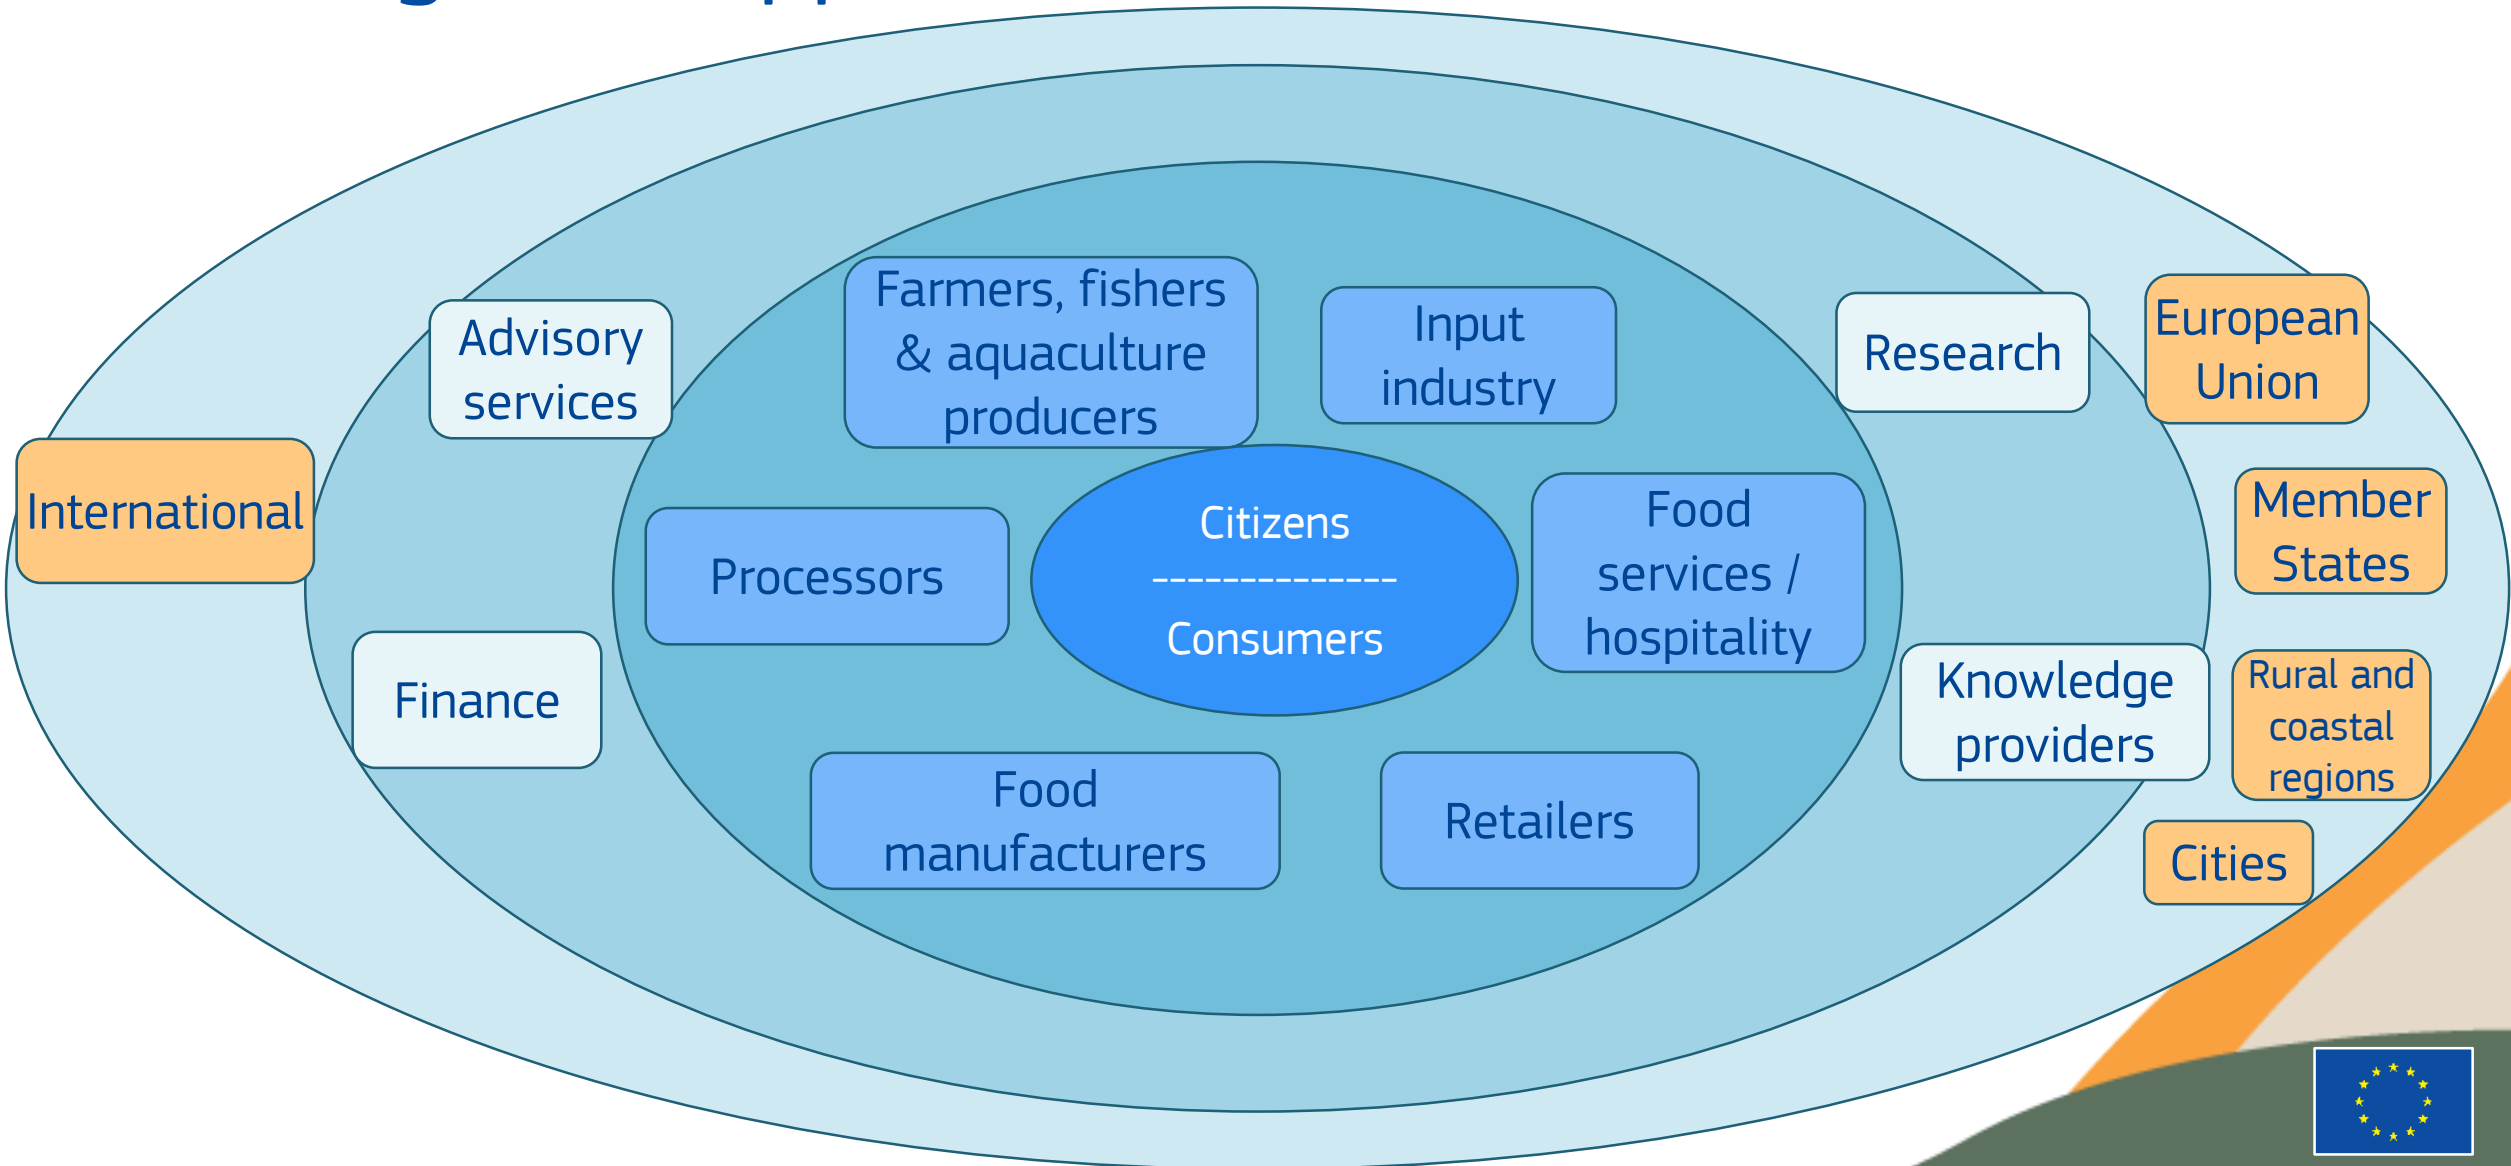 Farmers, fishers
& aquaculture
producers
Input
industry
Advisory
services
Research
European
Union
International
Member
States
Citizens
--------------
Consumers
Food
services /
hospitality
Processors
Finance
Knowledge
providers
Rural and
coastal
regions
Food
manufacturers
Retailers
Cities